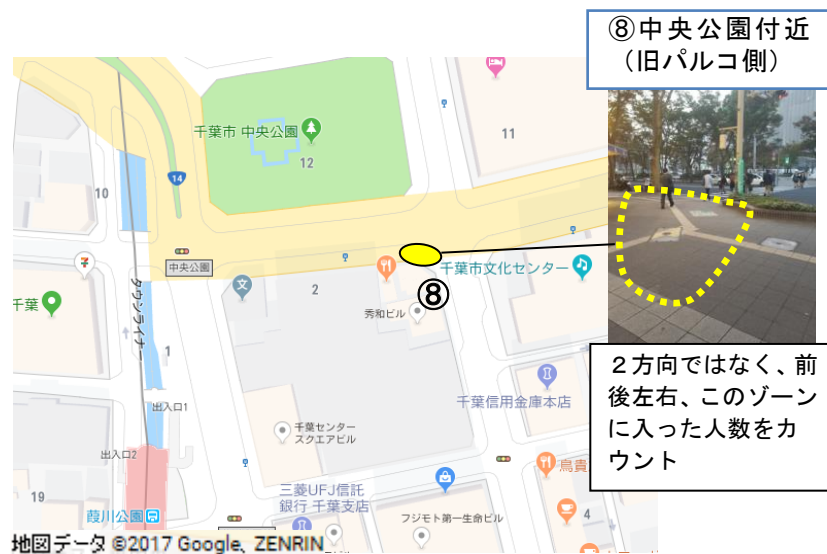 ⑧中央公園付近
（旧パルコ側）
千葉市 中央公園
12
11
14
10
中央公園
千葉市文化センター
⑧
2
秀和ビル
千葉
タウンライナー
1
２方向ではなく、前
後左右、このゾーン
に入った人数をカ
ウント
千葉信用金庫本店
出入口1
千葉センター
スクエアビル
出入口2
鳥貴
19
三菱UFJ信託
銀行 千葉支店
葭川公園
フジモト第一生命ビル
4
地図データ ©2017 Google、ZENRIN